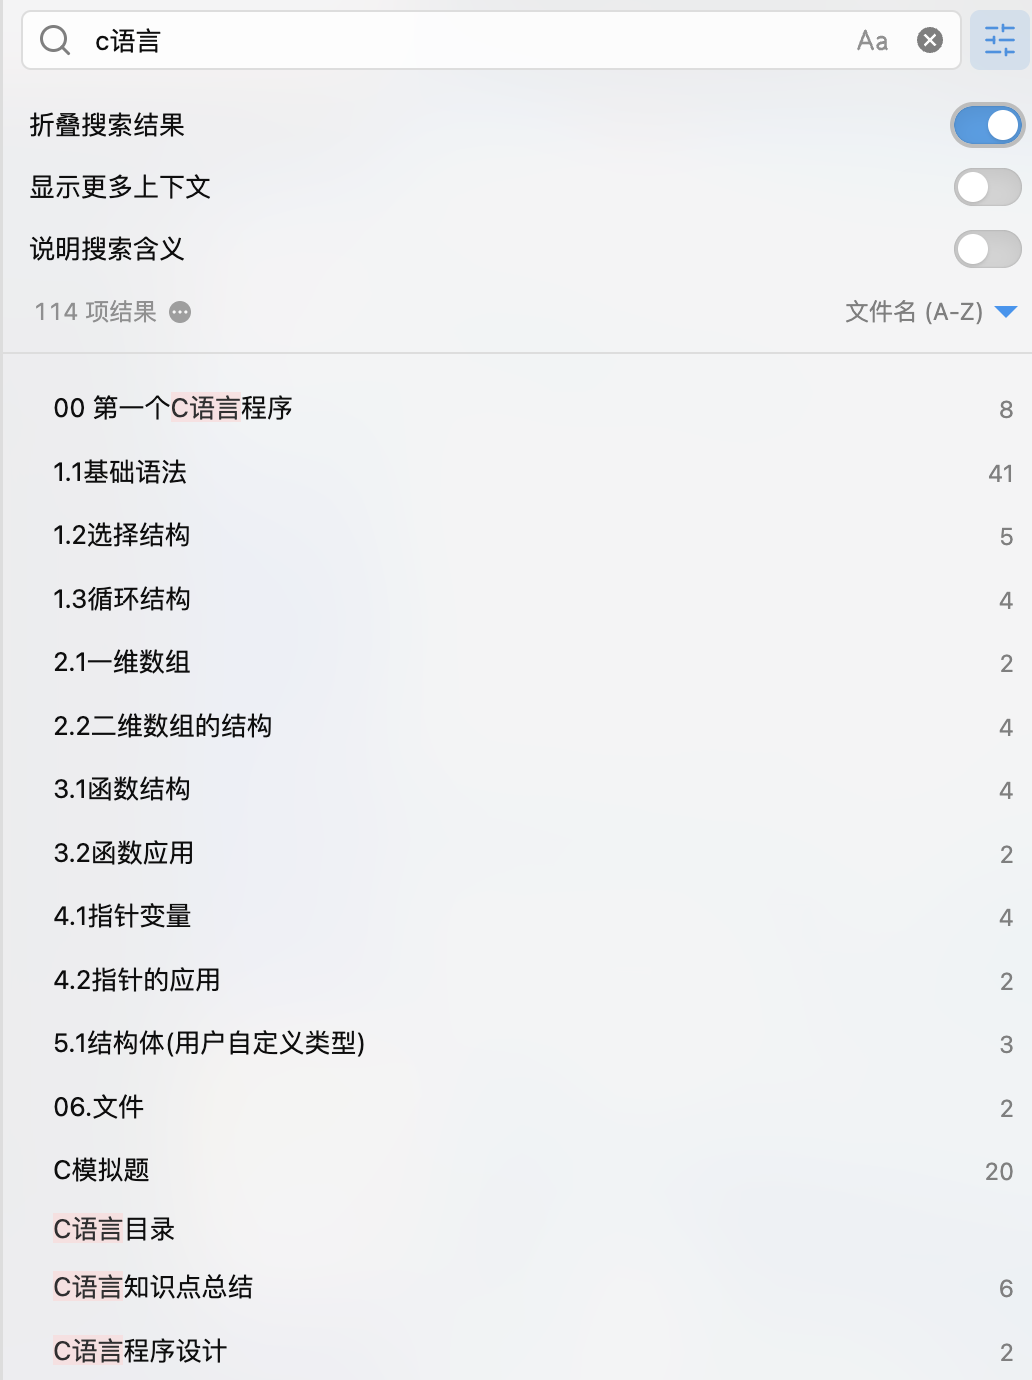 c语言 Aa
折叠搜索结果
显示更多上下文
说明搜索含义
114 项结果 文件名 (A-Z)
00 第一个C语言程序 8
1.1基础语法 41
1.2选择结构 5
1.3循环结构 4
2.1一维数组 2
2.2二维数组的结构 4
3.1函数结构 4
3.2函数应用 2
4.1指针变量 4
4.2指针的应用 2
5.1结构体(用户自定义类型) 3
06.文件 2
C模拟题 20
C语言目录
C语言知识点总结 6
C语言程序设计 2